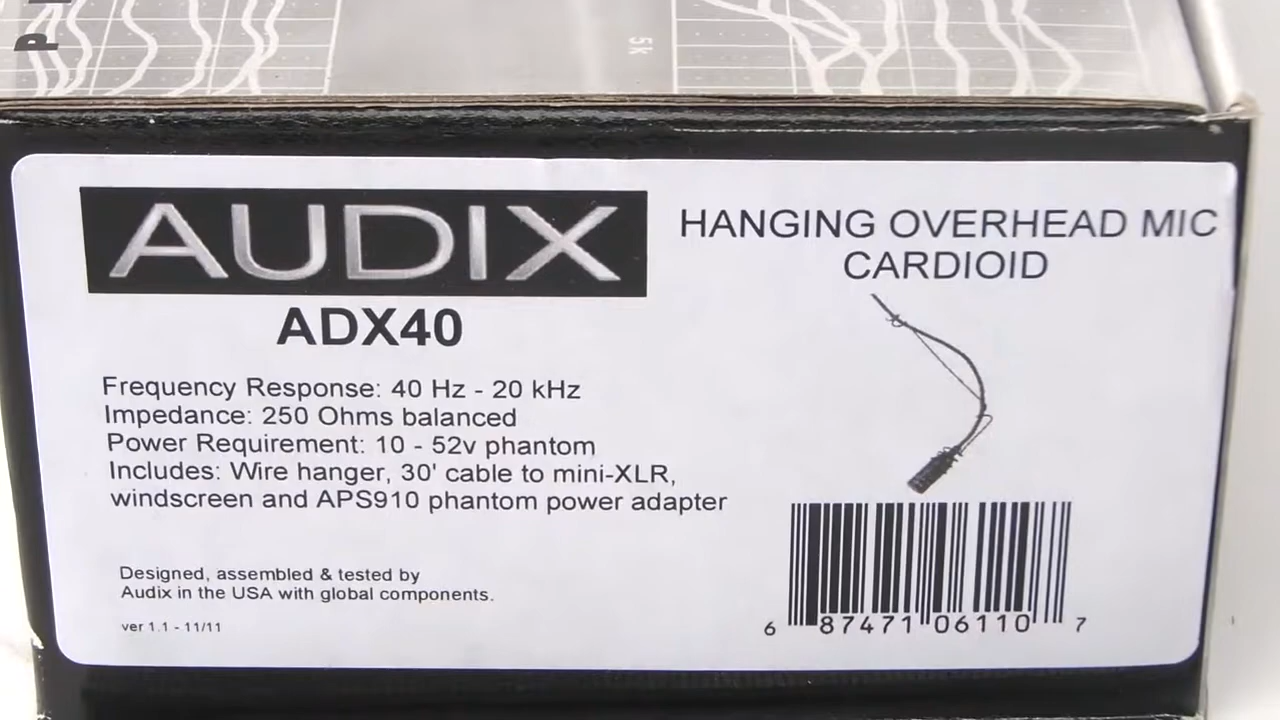 P
5k
AUDIX
ADX40
HANGING OVERHEAD MIC
CARDIOID
Frequency Response: 40 Hz - 20 kHz
Impedance: 250 Ohms balanced
Power Requirement: 10 - 52v phantom
Includes: Wire hanger, 30' cable to mini-XLR,
windscreen and APS910 phantom power adapter
Designed, assembled & tested by
Audix in the USA with global components.
ver 1.1 - 11/11
6 87471 06110 7